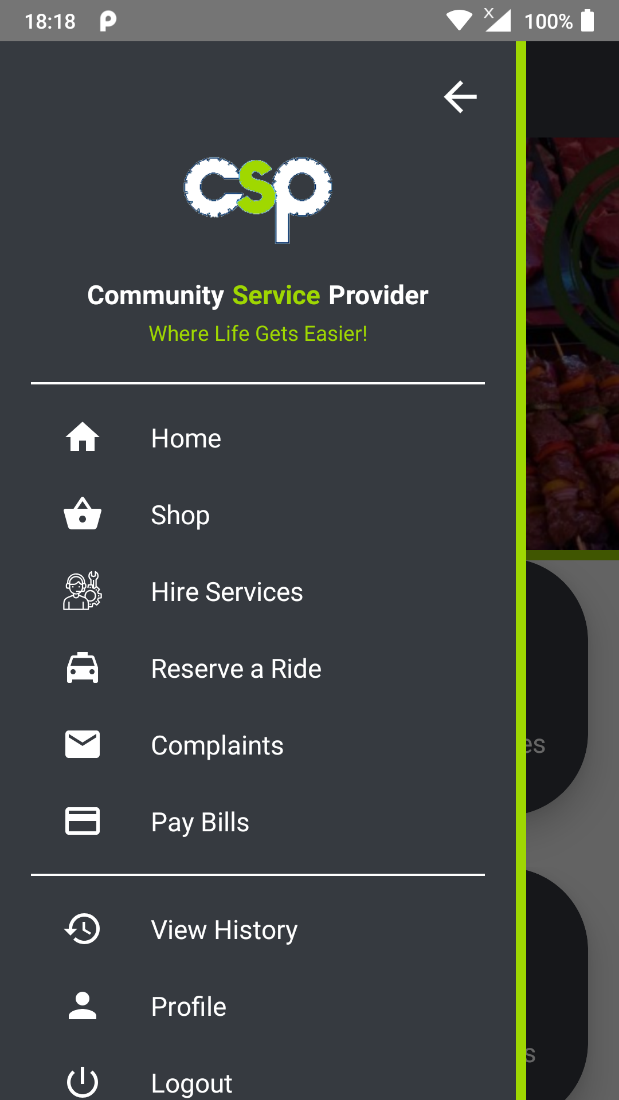 18:18
X
100%
csp
Community Service Provider
Where Life Gets Easier!
Home
Shop
Hire Services
Reserve a Ride
Complaints
es
Pay Bills
View History
Profile
s
Logout